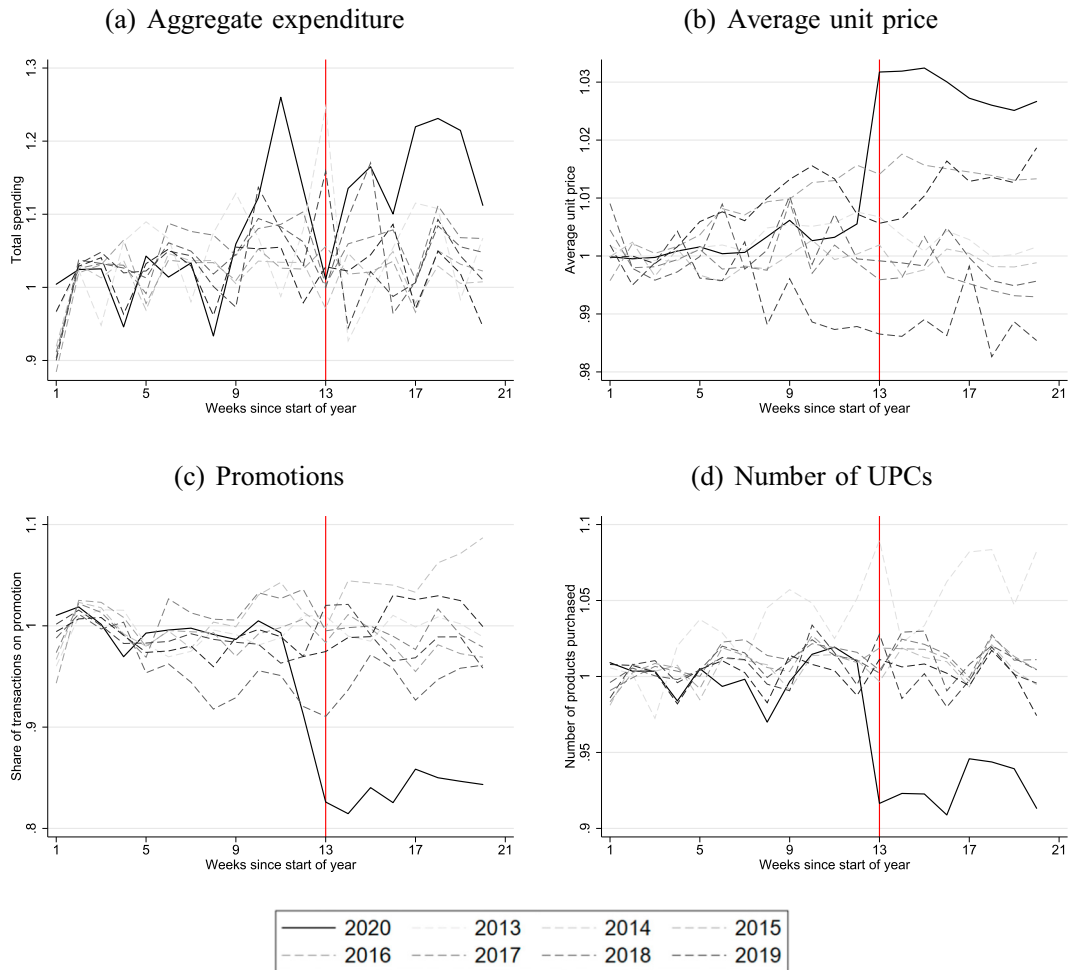 (a) Aggregate expenditure
Total spending
1.3
1.2
1.1
1
.9
1 5 9 13 17 21
Weeks since start of year
(b) Average unit price
Average unit price
1.03
1.02
1.01
1
.99
.98
1 5 9 13 17 21
Weeks since start of year
(c) Promotions
Share of transactions on promotion
1.1
1
.9
.8
1 5 9 13 17 21
Weeks since start of year
(d) Number of UPCs
Number of products purchased
1.1
1.05
1
.95
.9
1 5 9 13 17 21
Weeks since start of year
2020 2013 2014 2015
2016 2017 2018 2019